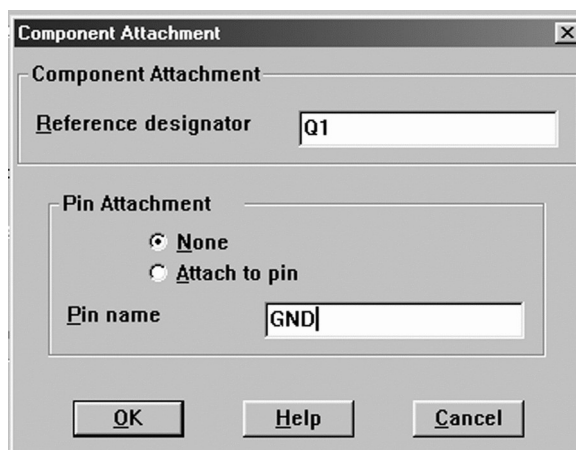 Component Attachment
Component Attachment
Reference designator Q1
Pin Attachment
None
Attach to pin
Pin name GND
OK Help Cancel